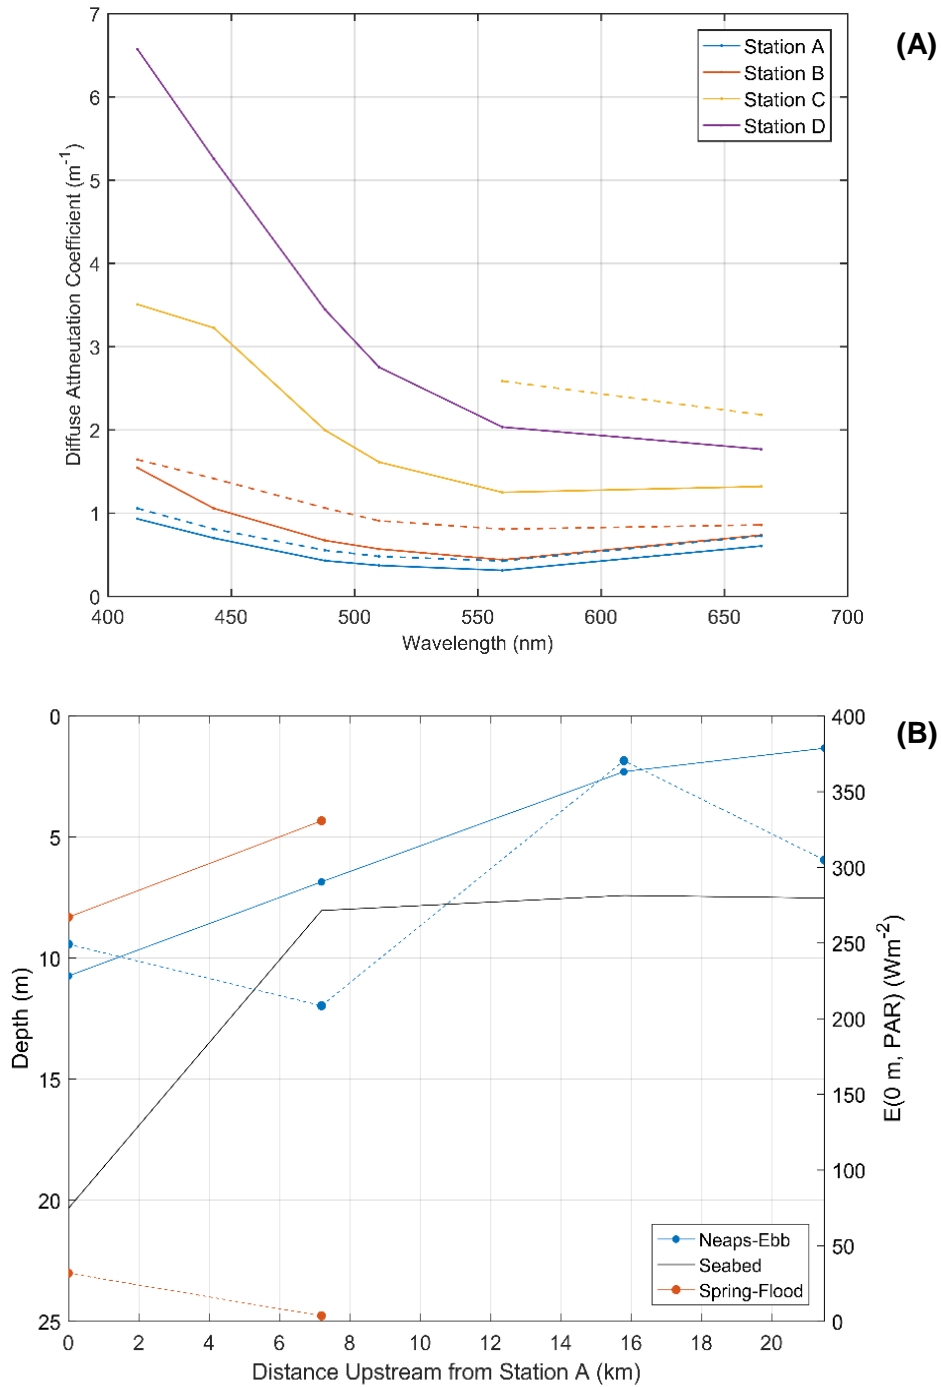 (A)
7
6
5
4
3
2
1
0
Diffuse Attneutation Coefficient (m⁻¹)
Station A
Station B
Station C
Station D
400 450 500 550 600 650 700
Wavelength (nm)
(B)
0
5
10
15
20
25
Depth (m)
400
350
300
250
200
150
100
50
0
E(0 m, PAR) (Wm⁻²)
Neaps-Ebb
Seabed
Spring-Flood
0 2 4 6 8 10 12 14 16 18 20
Distance Upstream from Station A (km)